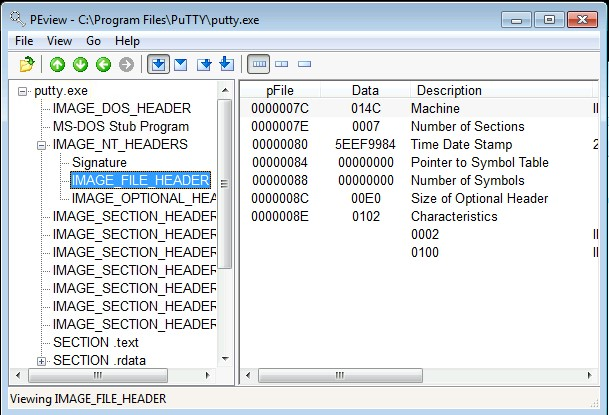 PEview - C:\Program Files\PuTTY\putty.exe
File View Go Help
putty.exe
IMAGE_DOS_HEADER
MS-DOS Stub Program
IMAGE_NT_HEADERS
Signature
IMAGE_FILE_HEADER
IMAGE_OPTIONAL_HEA
IMAGE_SECTION_HEADER
IMAGE_SECTION_HEADER
IMAGE_SECTION_HEADER
IMAGE_SECTION_HEADER
IMAGE_SECTION_HEADER
IMAGE_SECTION_HEADER
IMAGE_SECTION_HEADER
SECTION .text
SECTION .rdata
pFile Data Description
0000007C 014C Machine I
0000007E 0007 Number of Sections
00000080 5EEF9984 Time Date Stamp 2
00000084 00000000 Pointer to Symbol Table
00000088 00000000 Number of Symbols
0000008C 00E0 Size of Optional Header
0000008E 0102 Characteristics
0002 I
0100 I
Viewing IMAGE_FILE_HEADER